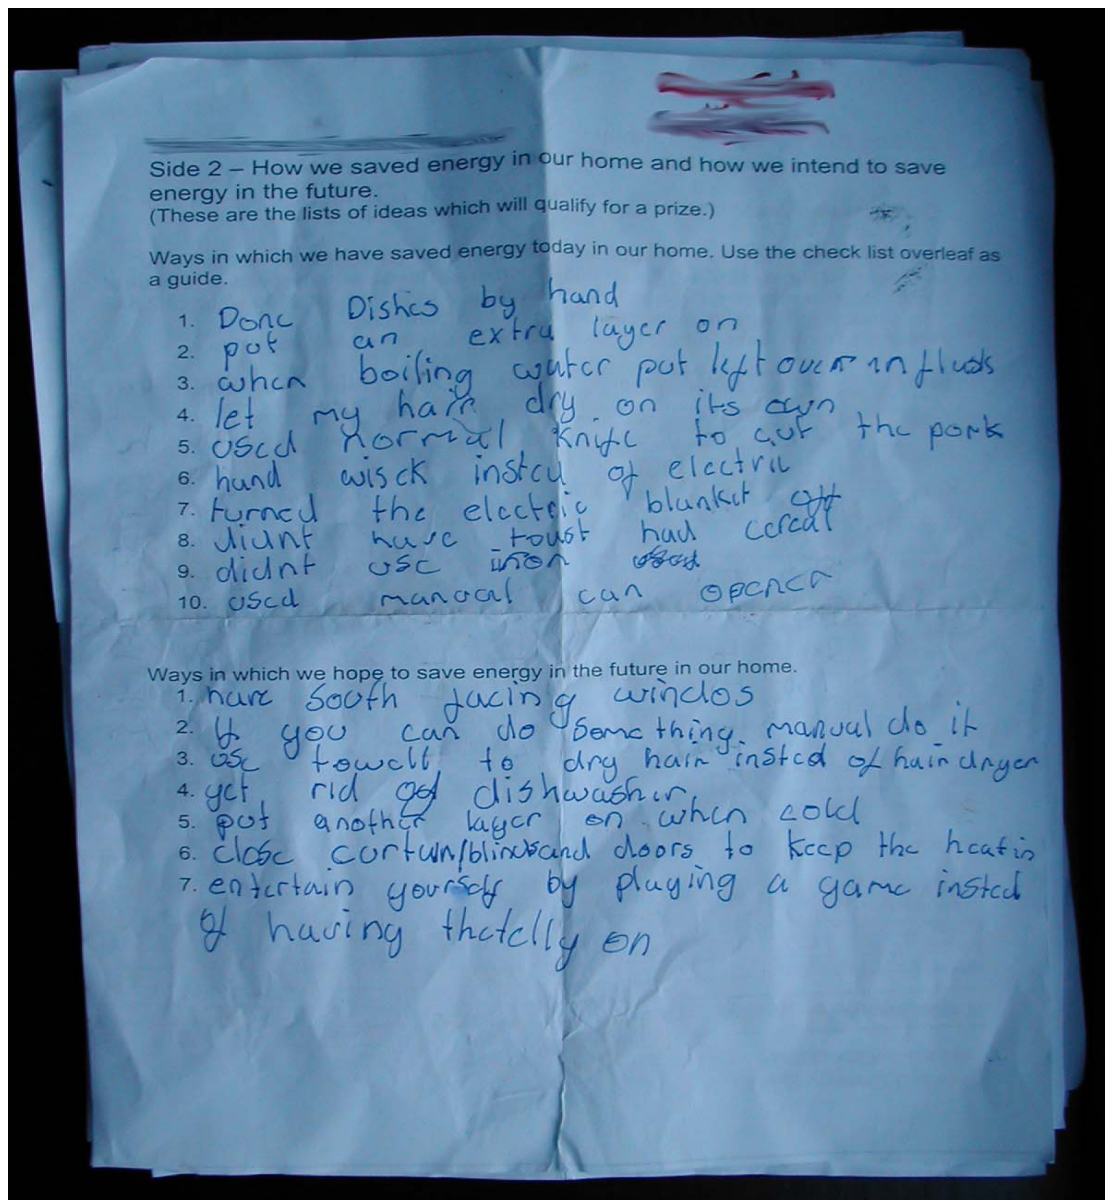 Side 2 – How we saved energy in our home and how we intend to save
energy in the future.
(These are the lists of ideas which will qualify for a prize.)
Ways in which we have saved energy today in our home. Use the check list overleaf as
a guide.
1. Done Dishes by hand
2. put an extra layer on
3. when boiling water put left over in flusk
4. let my hair dry on its own
5. used normal knife to cut the pork
6. hand wisck insted of electric
7. turned the electric blanket off
8. didnt have toast had cereal
9. didnt use iron
10. used manual can opener
Ways in which we hope to save energy in the future in our home.
1. have South facing windos
2. If you can do something manual do it
3. use towell to dry hair insted of hair dryer
4. get rid of dishwasher
5. put another layer on when cold
6. close curtain/blinds and doors to keep the heat in
7. entertain yourself by playing a game insted
of having the telly on